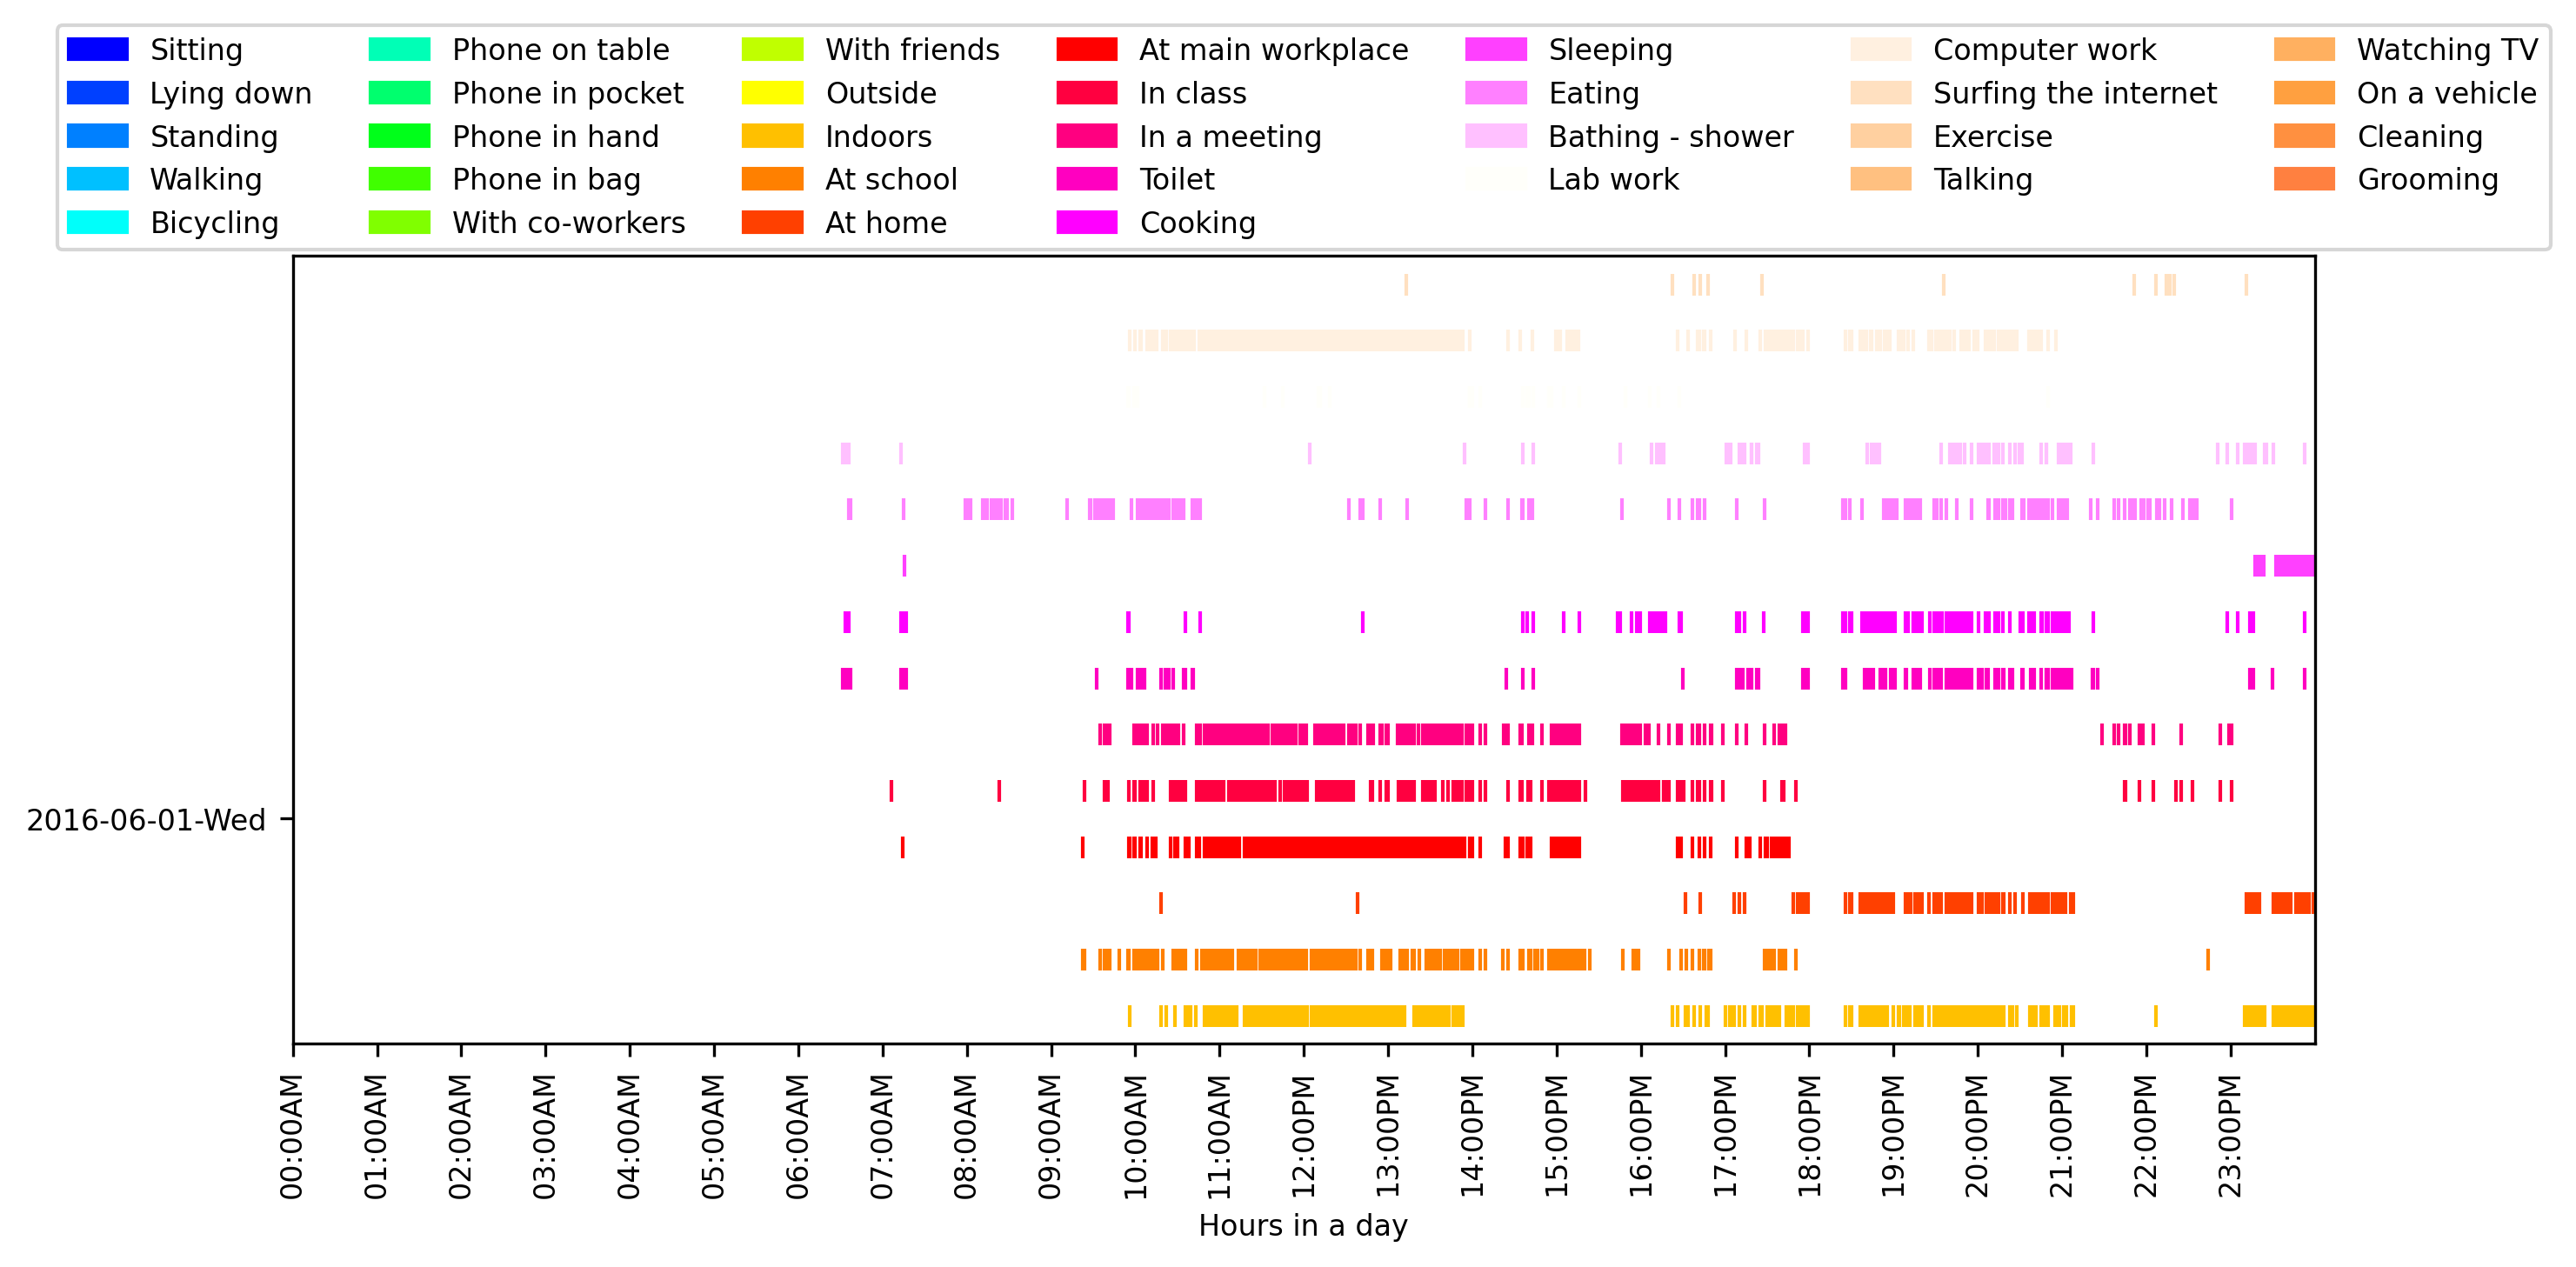 Sitting Phone on table With friends At main workplace Sleeping Computer work Watching TV
Lying down Phone in pocket Outside In class Eating Surfing the internet On a vehicle
Standing Phone in hand Indoors In a meeting Bathing - shower Exercise Cleaning
Walking Phone in bag At school Toilet Lab work Talking Grooming
Bicycling With co-workers At home Cooking
2016-06-01-Wed
00:00AM
01:00AM
02:00AM
03:00AM
04:00AM
05:00AM
06:00AM
07:00AM
08:00AM
09:00AM
10:00AM
11:00AM
12:00PM
13:00PM
14:00PM
15:00PM
16:00PM
17:00PM
18:00PM
19:00PM
20:00PM
21:00PM
22:00PM
23:00PM
Hours in a day